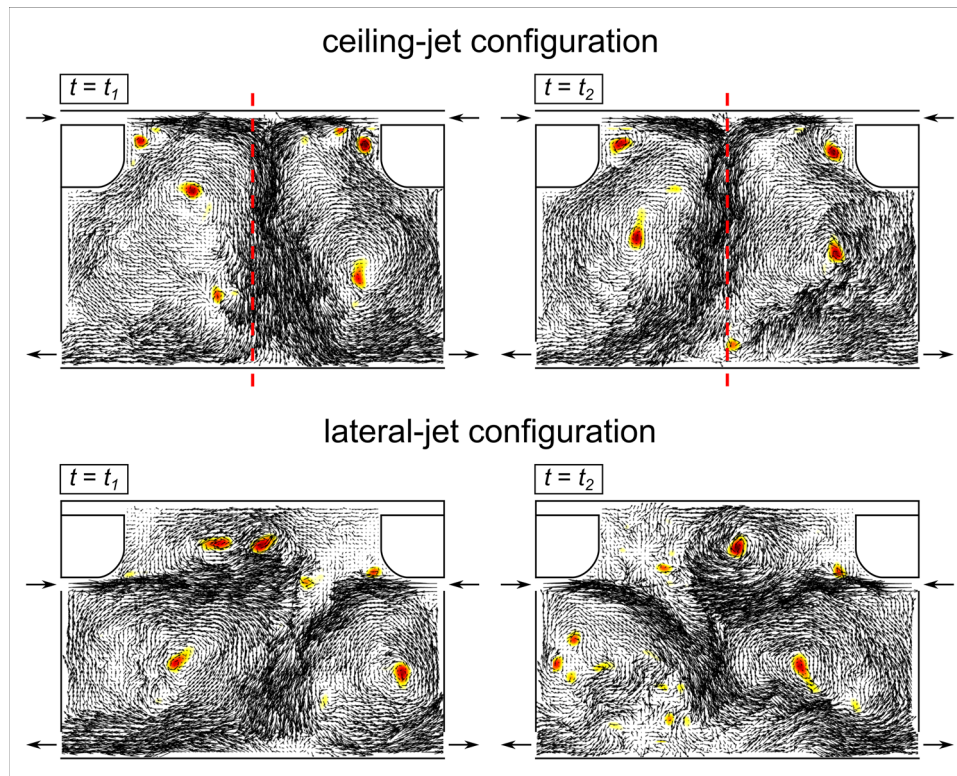 ceiling-jet configuration
t = t1
t = t2
lateral-jet configuration
t = t1
t = t2